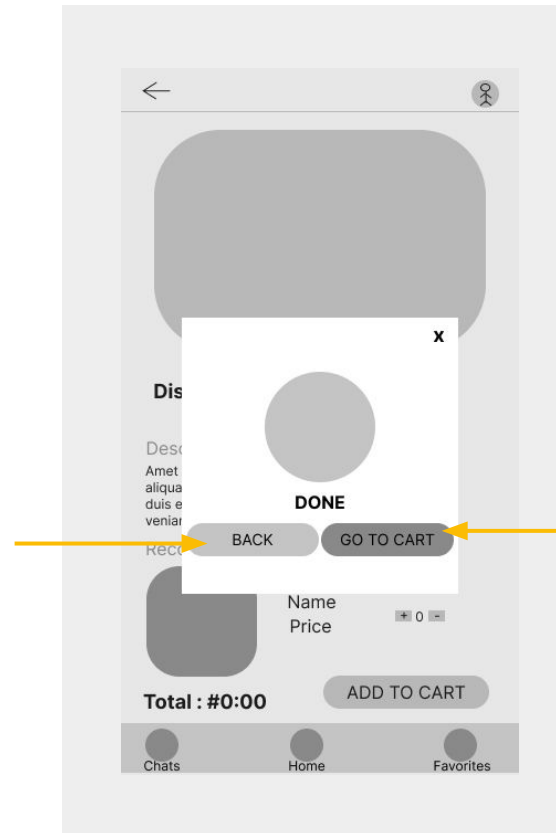 X
Dis
Desc
Amet
aliqua
duis e
veniar
DONE
BACK
GO TO CART
Reco
Name
Price
+ 0 -
Total : #0:00
ADD TO CART
Chats
Home
Favorites